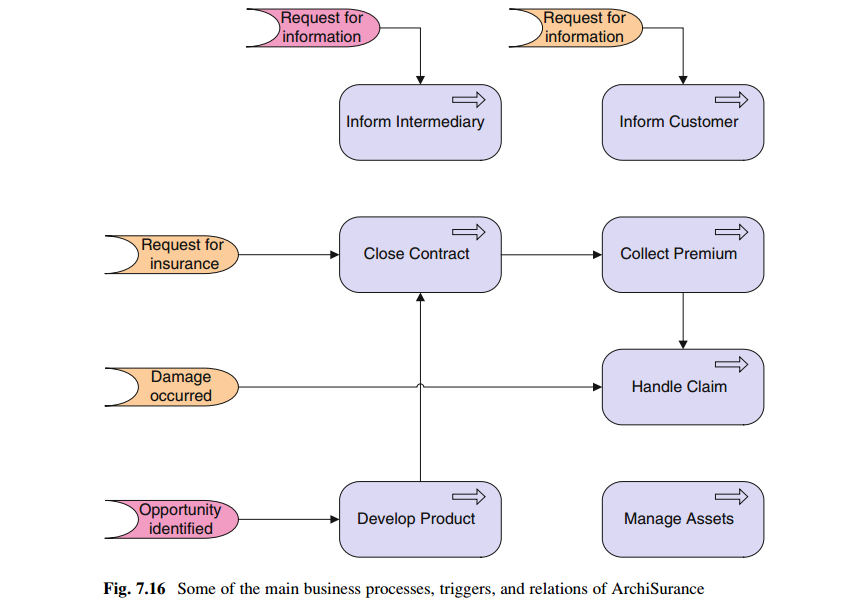 Request for
information
Request for
information
Inform Intermediary
Inform Customer
Request for
insurance
Close Contract
Collect Premium
Damage
occurred
Handle Claim
Opportunity
identified
Develop Product
Manage Assets
Fig. 7.16 Some of the main business processes, triggers, and relations of ArchiSurance